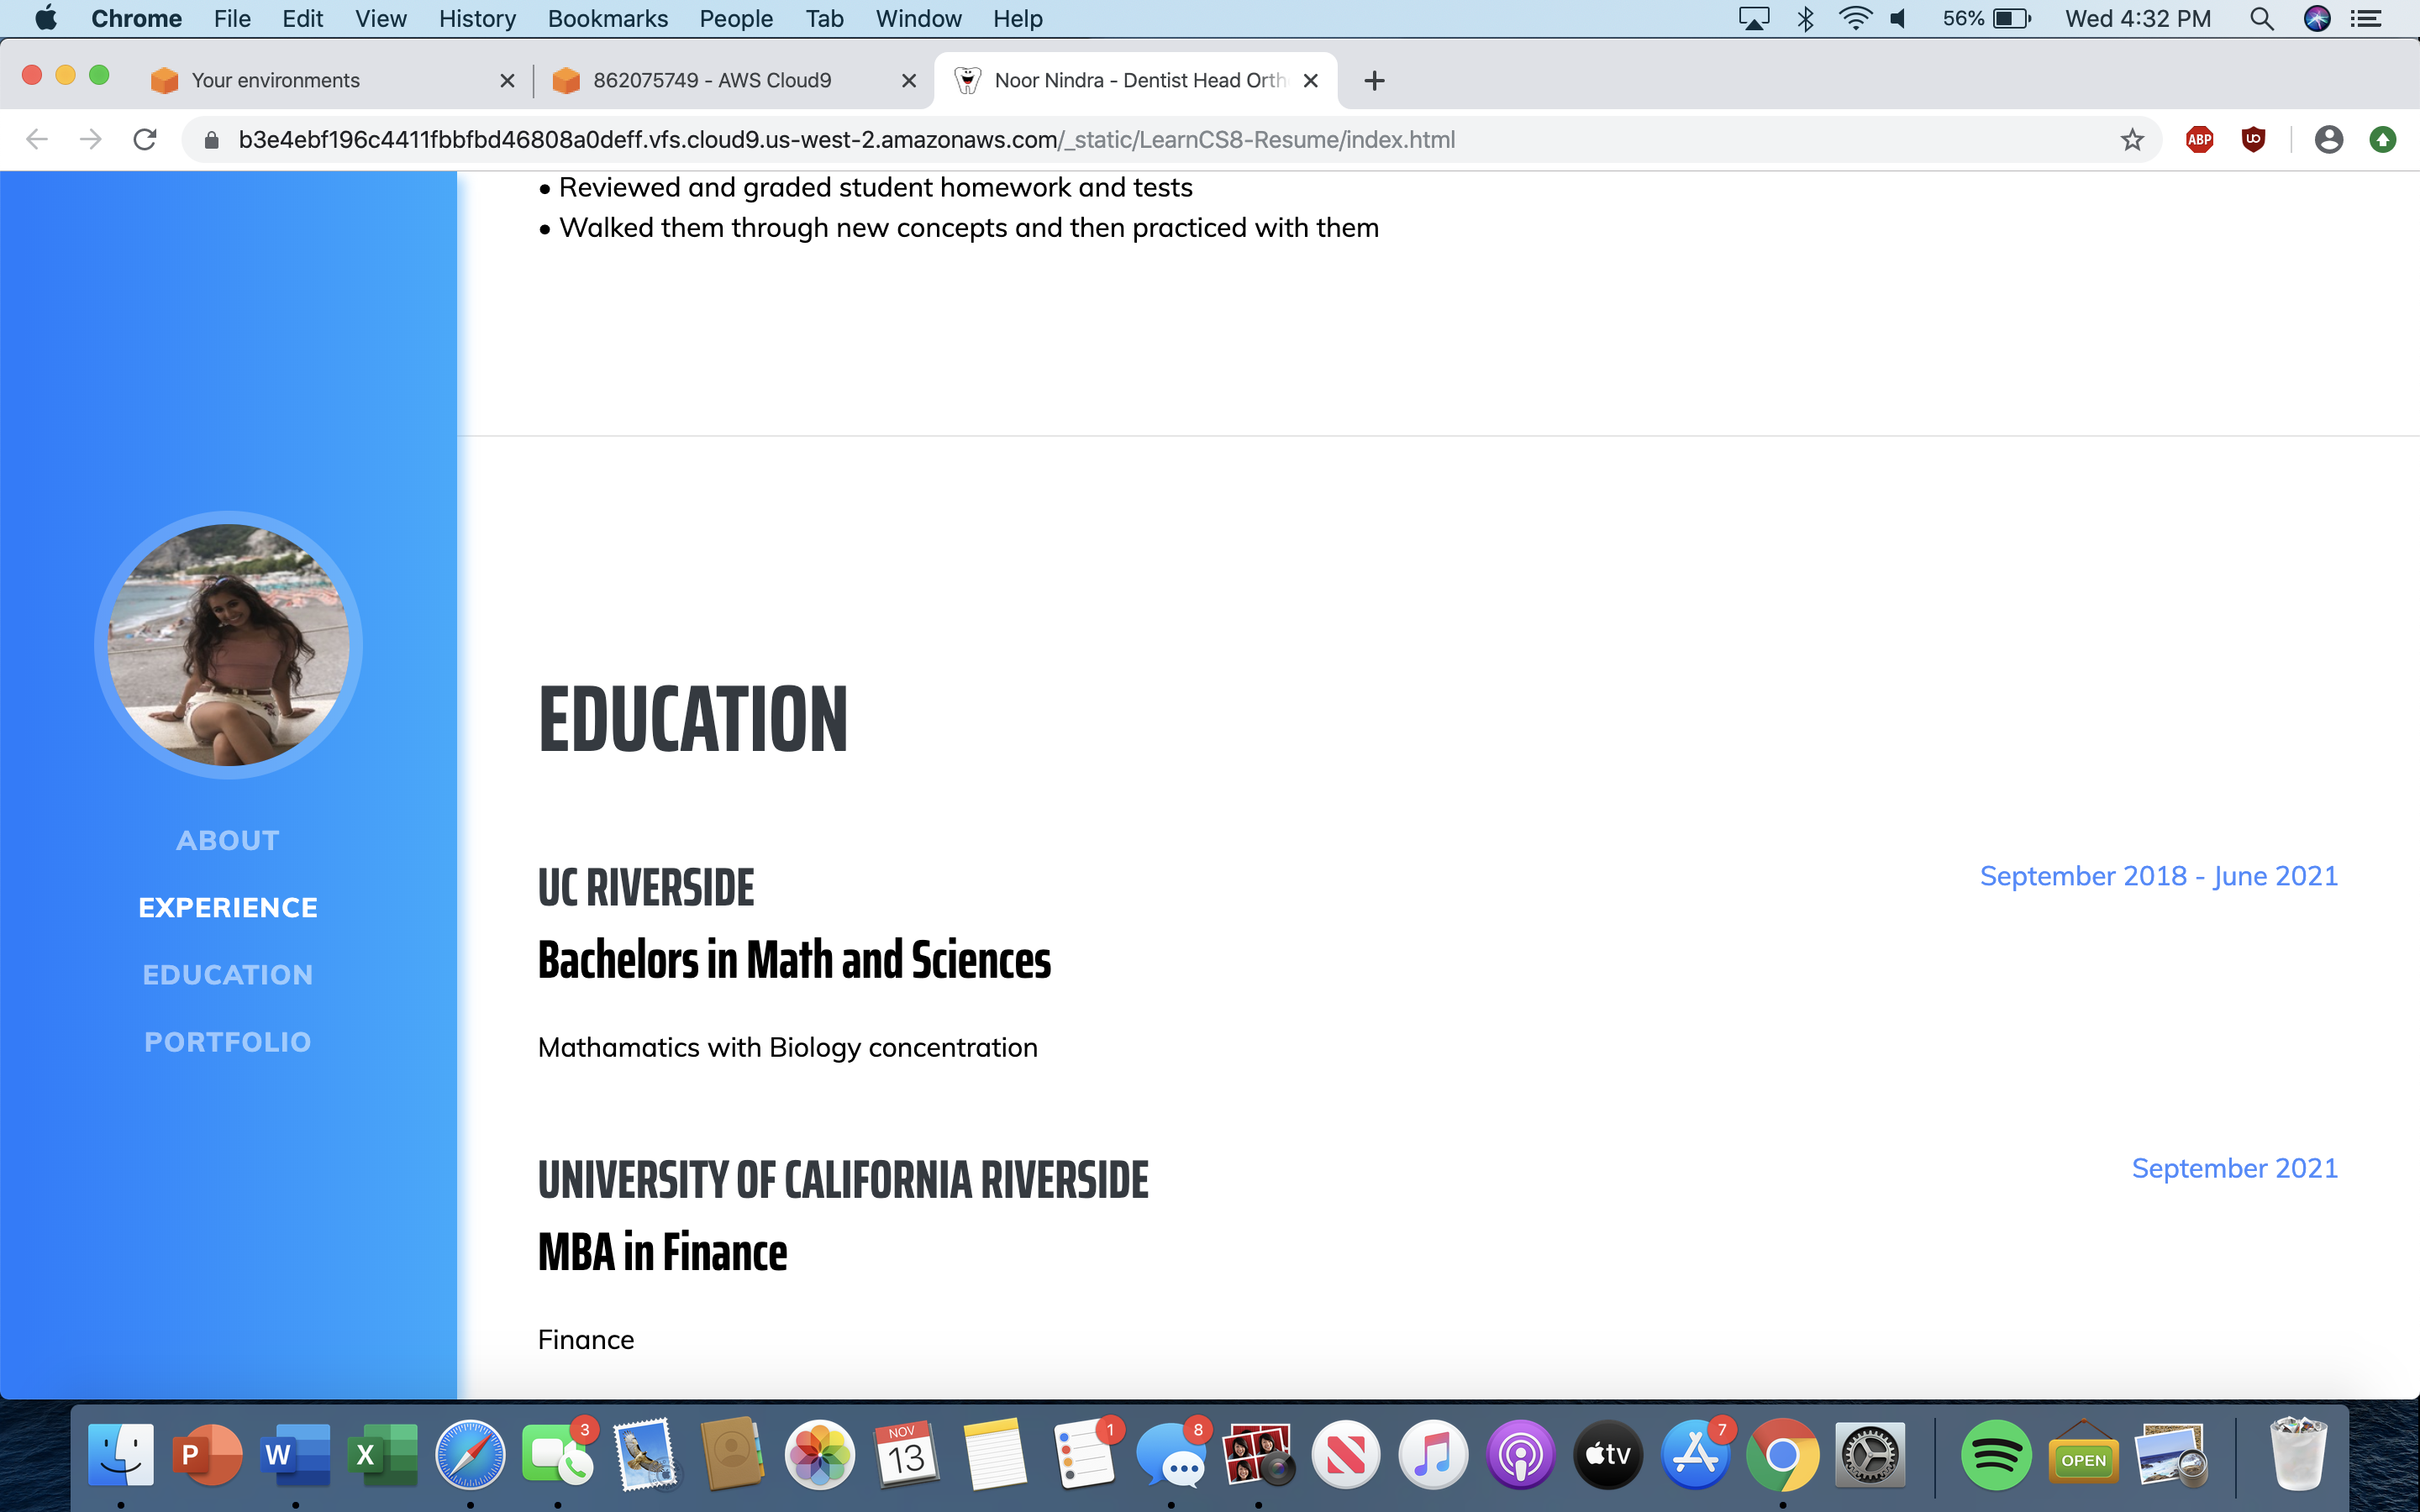 Chrome File Edit View History Bookmarks People Tab Window Help 56% Wed 4:32 PM
Your environments
862075749 - AWS Cloud9
Noor Nindra - Dentist Head Orth
b3e4ebf196c4411fbbfbd46808a0deff.vfs.cloud9.us-west-2.amazonaws.com/_static/LearnCS8-Resume/index.html
ABP
• Reviewed and graded student homework and tests
• Walked them through new concepts and then practiced with them
ABOUT
EXPERIENCE
EDUCATION
PORTFOLIO
EDUCATION
UC RIVERSIDE
September 2018 - June 2021
Bachelors in Math and Sciences
Mathamatics with Biology concentration
UNIVERSITY OF CALIFORNIA RIVERSIDE
September 2021
MBA in Finance
Finance
P
W
X
3
NOV
13
1
8
tv
7
OPEN